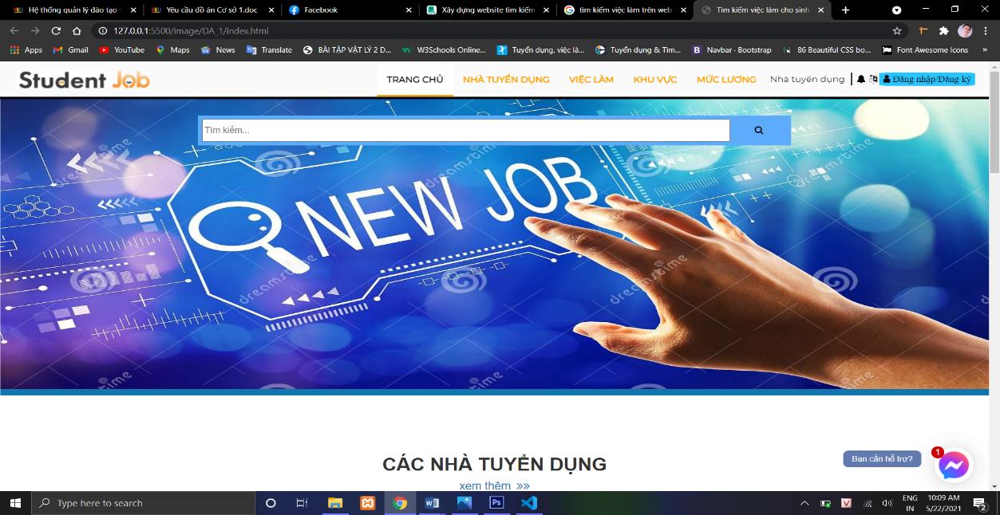 Hệ thống quản lý đào tạo -
Yêu cầu đồ án Cơ sở 1.doc
Facebook
Xây dựng website tìm kiếm
tìm kiếm việc làm trên web
Tìm kiếm việc làm cho sinh
127.0.0.1:5500/image/DA_1/index.html
Apps
Gmail
YouTube
Maps
News
Translate
BÀI TẬP VẬT LÝ 2 D...
W3Schools Online...
Tuyển dụng, việc là...
Tuyển dụng & Tìm...
Navbar · Bootstrap
86 Beautiful CSS bo...
Font Awesome Icons
»
Student Job
TRANG CHỦ
NHÀ TUYỂN DỤNG
VIỆC LÀM
KHU VỰC
MỨC LƯƠNG
Nhà tuyển dụng
Đăng nhập/Đăng ký
Tìm kiếm...
NEW JOB
dreamstime
dreamstime
dreamstime
dreamstime
dreamstime
CÁC NHÀ TUYỂN DỤNG
xem thêm »»
Bạn cần hỗ trợ?
1
Type here to search
Ps
ENG
IN
10:09 AM
5/22/2021
2